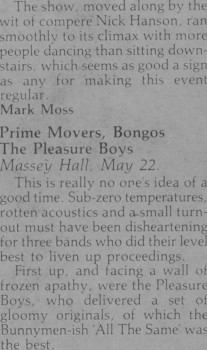 The show, moved along by the
wit of compere Nick Hanson, ran
smoothly to its climax with more
people dancing than sitting down-
stairs, which seems as good a sign
as any for making this event
regular.
Mark Moss
Prime Movers, Bongos
The Pleasure Boys
Massey Hall, May 22.
This is really no one's idea of a
good time. Sub-zero temperatures,
rotten acoustics and a small turn-
out must have been disheartening
for three bands who did their level
best to liven up proceedings.
First up, and facing a wall of
frozen apathy, were the Pleasure
Boys, who delivered a set of
gloomy originals, of which the
Bunnymen-ish 'All The Same' was
the best.